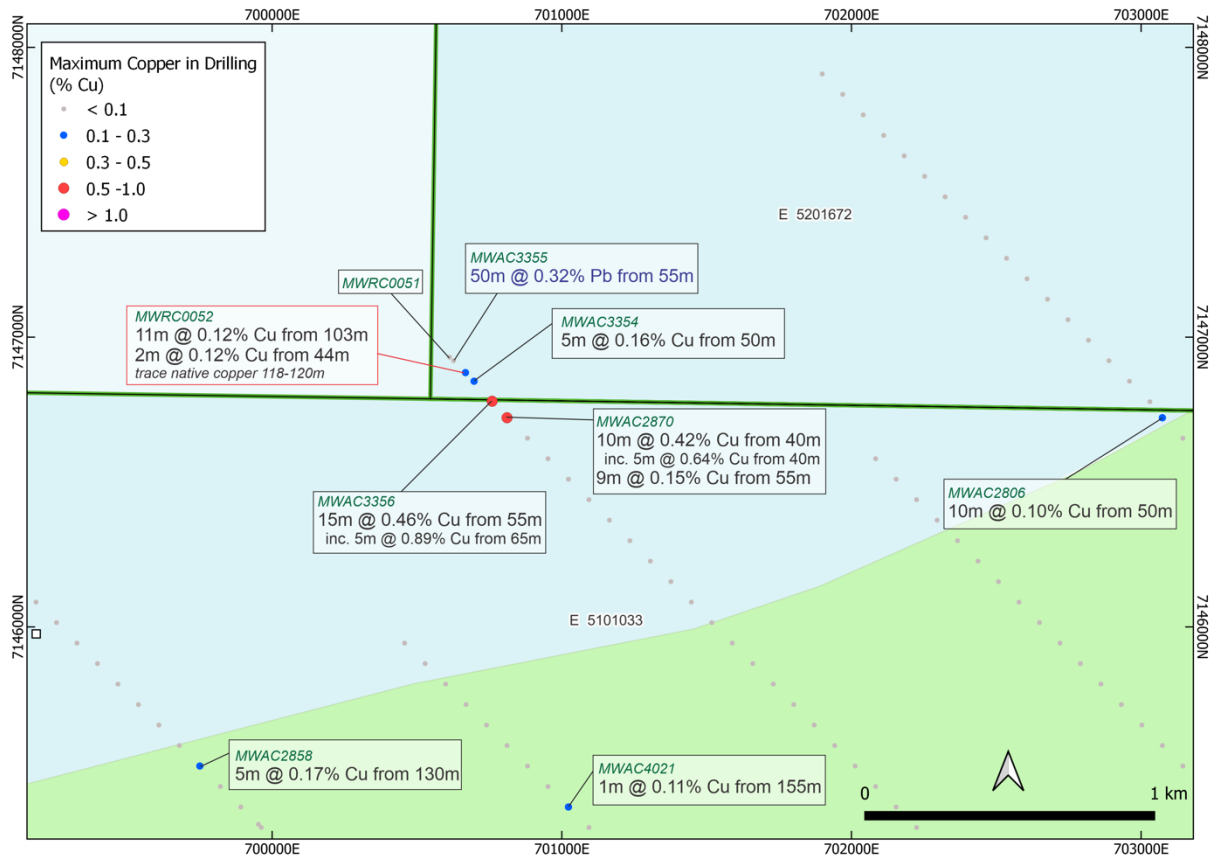 700000E
701000E
702000E
703000E
7148000N
7148000N
Maximum Copper in Drilling
(% Cu)
< 0.1
0.1 - 0.3
0.3 - 0.5
0.5 -1.0
> 1.0
E 5201672
MWAC3355
50m @ 0.32% Pb from 55m
MWRC0051
MWRC0052
11m @ 0.12% Cu from 103m
2m @ 0.12% Cu from 44m
trace native copper 118-120m
MWAC3354
5m @ 0.16% Cu from 50m
7147000N
7147000N
MWAC2870
10m @ 0.42% Cu from 40m
inc. 5m @ 0.64% Cu from 40m
9m @ 0.15% Cu from 55m
MWAC3356
15m @ 0.46% Cu from 55m
inc. 5m @ 0.89% Cu from 65m
MWAC2806
10m @ 0.10% Cu from 50m
E 5101033
7146000N
7146000N
MWAC2858
5m @ 0.17% Cu from 130m
MWAC4021
1m @ 0.11% Cu from 155m
0
1 km
700000E
701000E
702000E
703000E